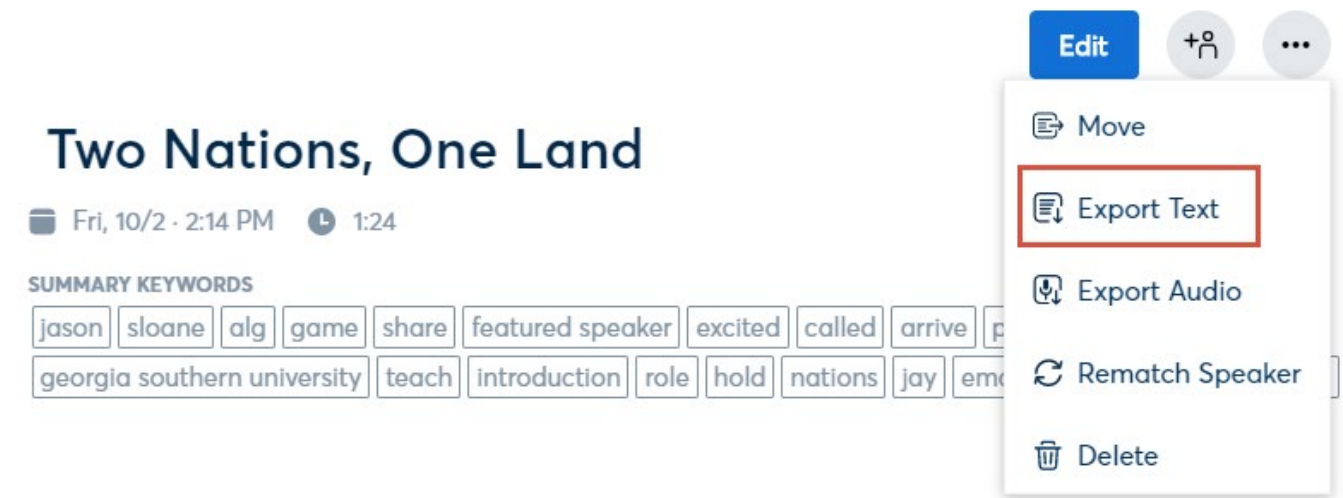 Edit
Move
Two Nations, One Land
Export Text
Fri, 10/2 · 2:14 PM 1:24
Export Audio
SUMMARY KEYWORDS
jason sloane alg game share featured speaker excited called arrive
georgia southern university teach introduction role hold nations jay
Rematch Speaker
Delete